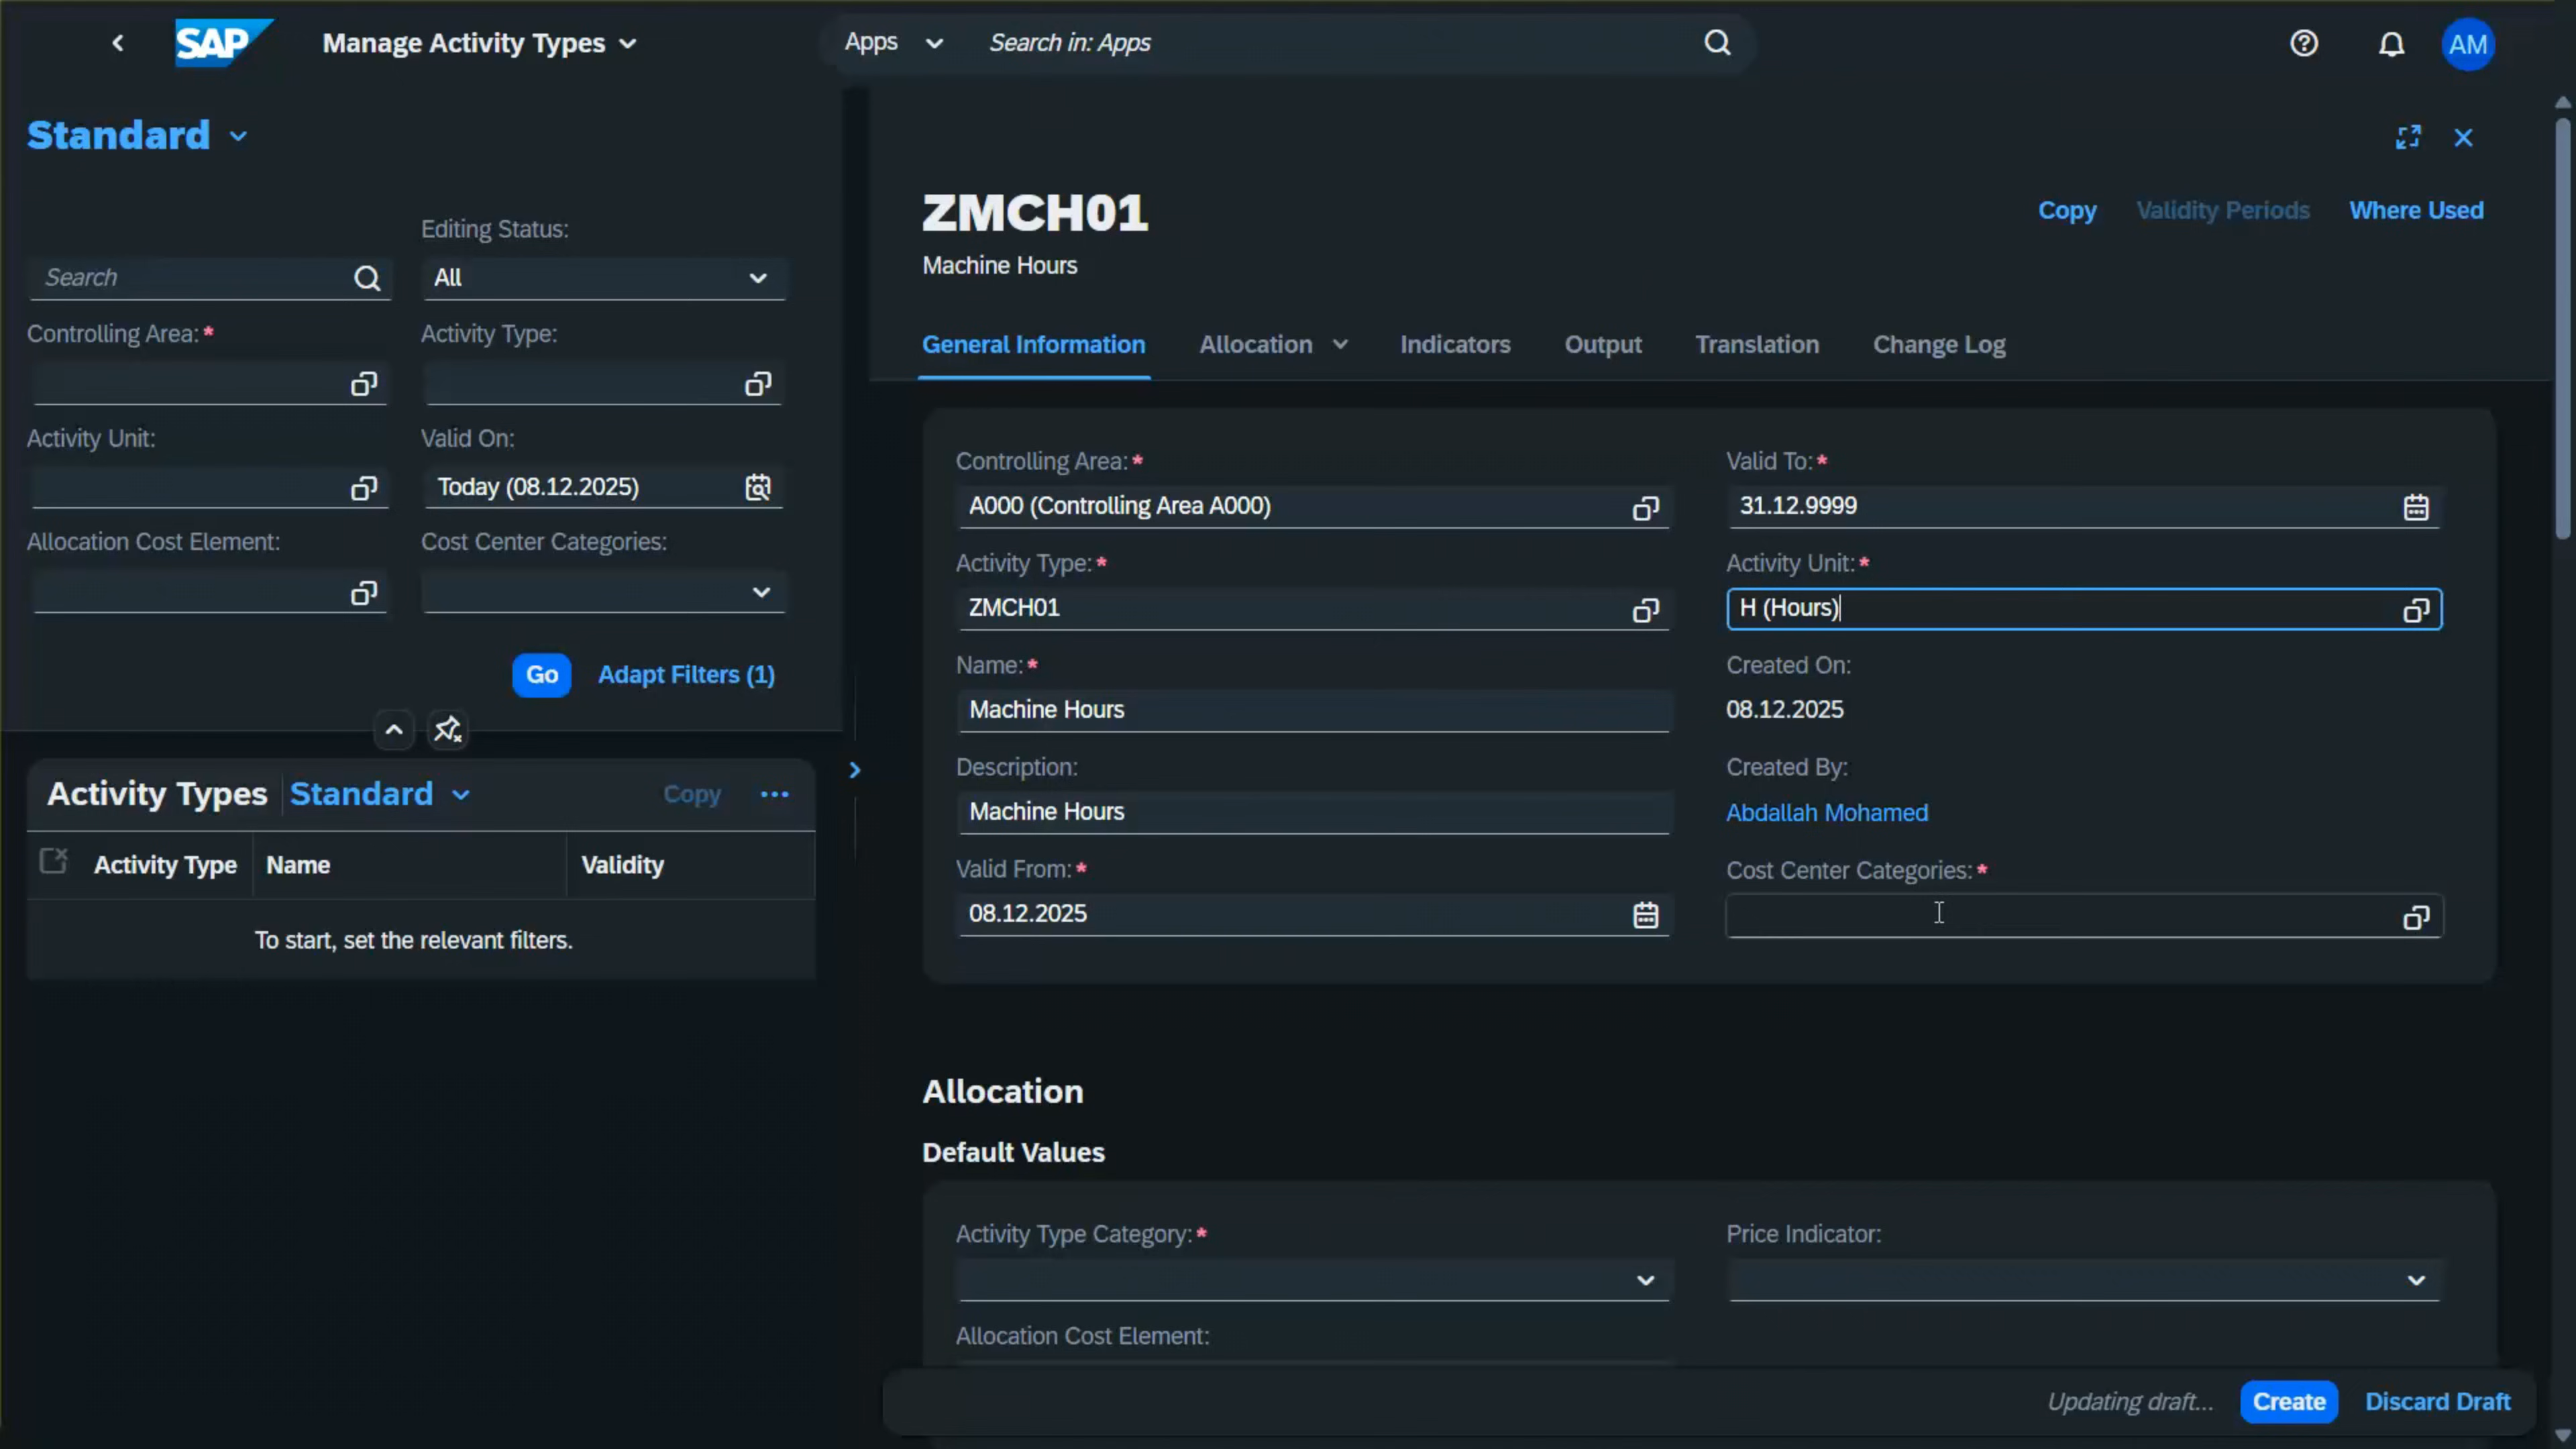 SAP
Manage Activity Types
Apps
Search in: Apps
AM
Standard
Editing Status:
Search
All
Controlling Area:*
Activity Type:
Activity Unit:
Valid On:
Today (08.12.2025)
Allocation Cost Element:
Cost Center Categories:
Go
Adapt Filters (1)
Activity Types
Standard
Copy
Activity Type
Name
Validity
To start, set the relevant filters.
ZMCH01
Machine Hours
Copy
Validity Periods
Where Used
General Information
Allocation
Indicators
Output
Translation
Change Log
Controlling Area:*
A000 (Controlling Area A000)
Valid To:*
31.12.9999
Activity Type:*
ZMCH01
Activity Unit:*
H (Hours)
Name:*
Machine Hours
Created On:
08.12.2025
Description:
Machine Hours
Created By:
Abdallah Mohamed
Valid From:*
08.12.2025
Cost Center Categories:*
Allocation
Default Values
Activity Type Category:*
Price Indicator:
Allocation Cost Element:
Updating draft...
Create
Discard Draft